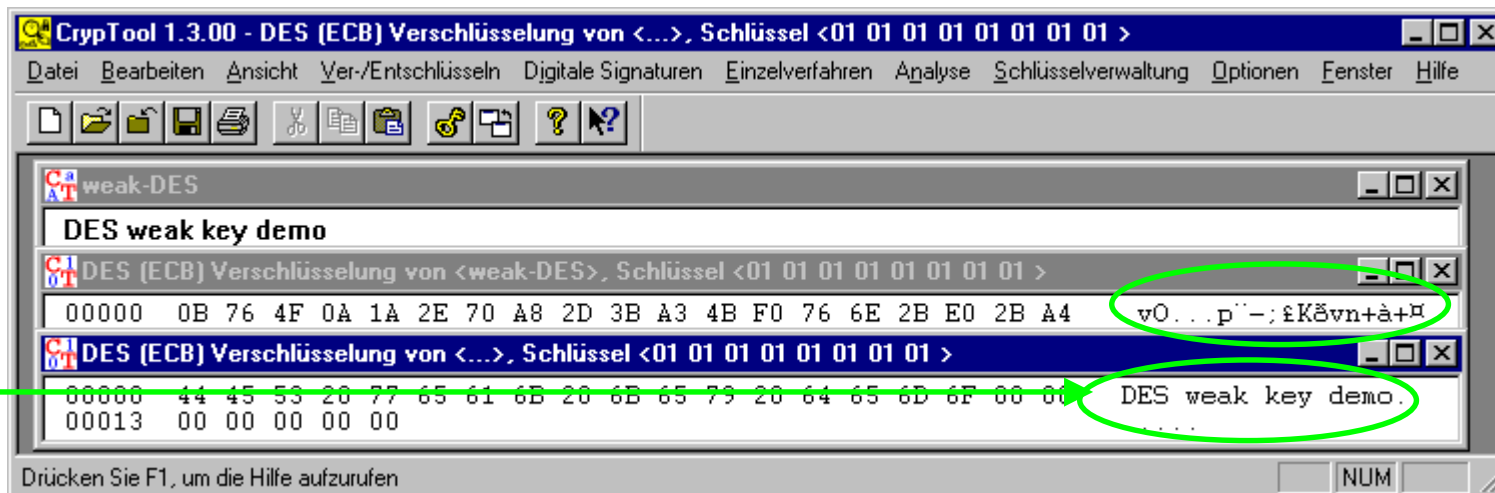 CrypTool 1.3.00 - DES (ECB) Verschlüsselung von <...>, Schlüssel <01 01 01 01 01 01 01 01 >
Datei Bearbeiten Ansicht Ver-/Entschlüsseln Digitale Signaturen Einzelverfahren Analyse Schlüsselverwaltung Optionen Fenster Hilfe
weak-DES
DES weak key demo
DES (ECB) Verschlüsselung von <weak-DES>, Schlüssel <01 01 01 01 01 01 01 01 >
00000 0B 76 4F 0A 1A 2E 70 A8 2D 3B A3 4B F0 76 6E 2B E0 2B A4 vO...p¨-;£Kðvn+à+¤
DES (ECB) Verschlüsselung von <...>, Schlüssel <01 01 01 01 01 01 01 01 >
00000 44 45 53 20 77 65 61 6B 20 6B 65 79 20 64 65 6D 6F 00 00 DES weak key demo.
00013 00 00 00 00 00 ....
Drücken Sie F1, um die Hilfe aufzurufen NUM